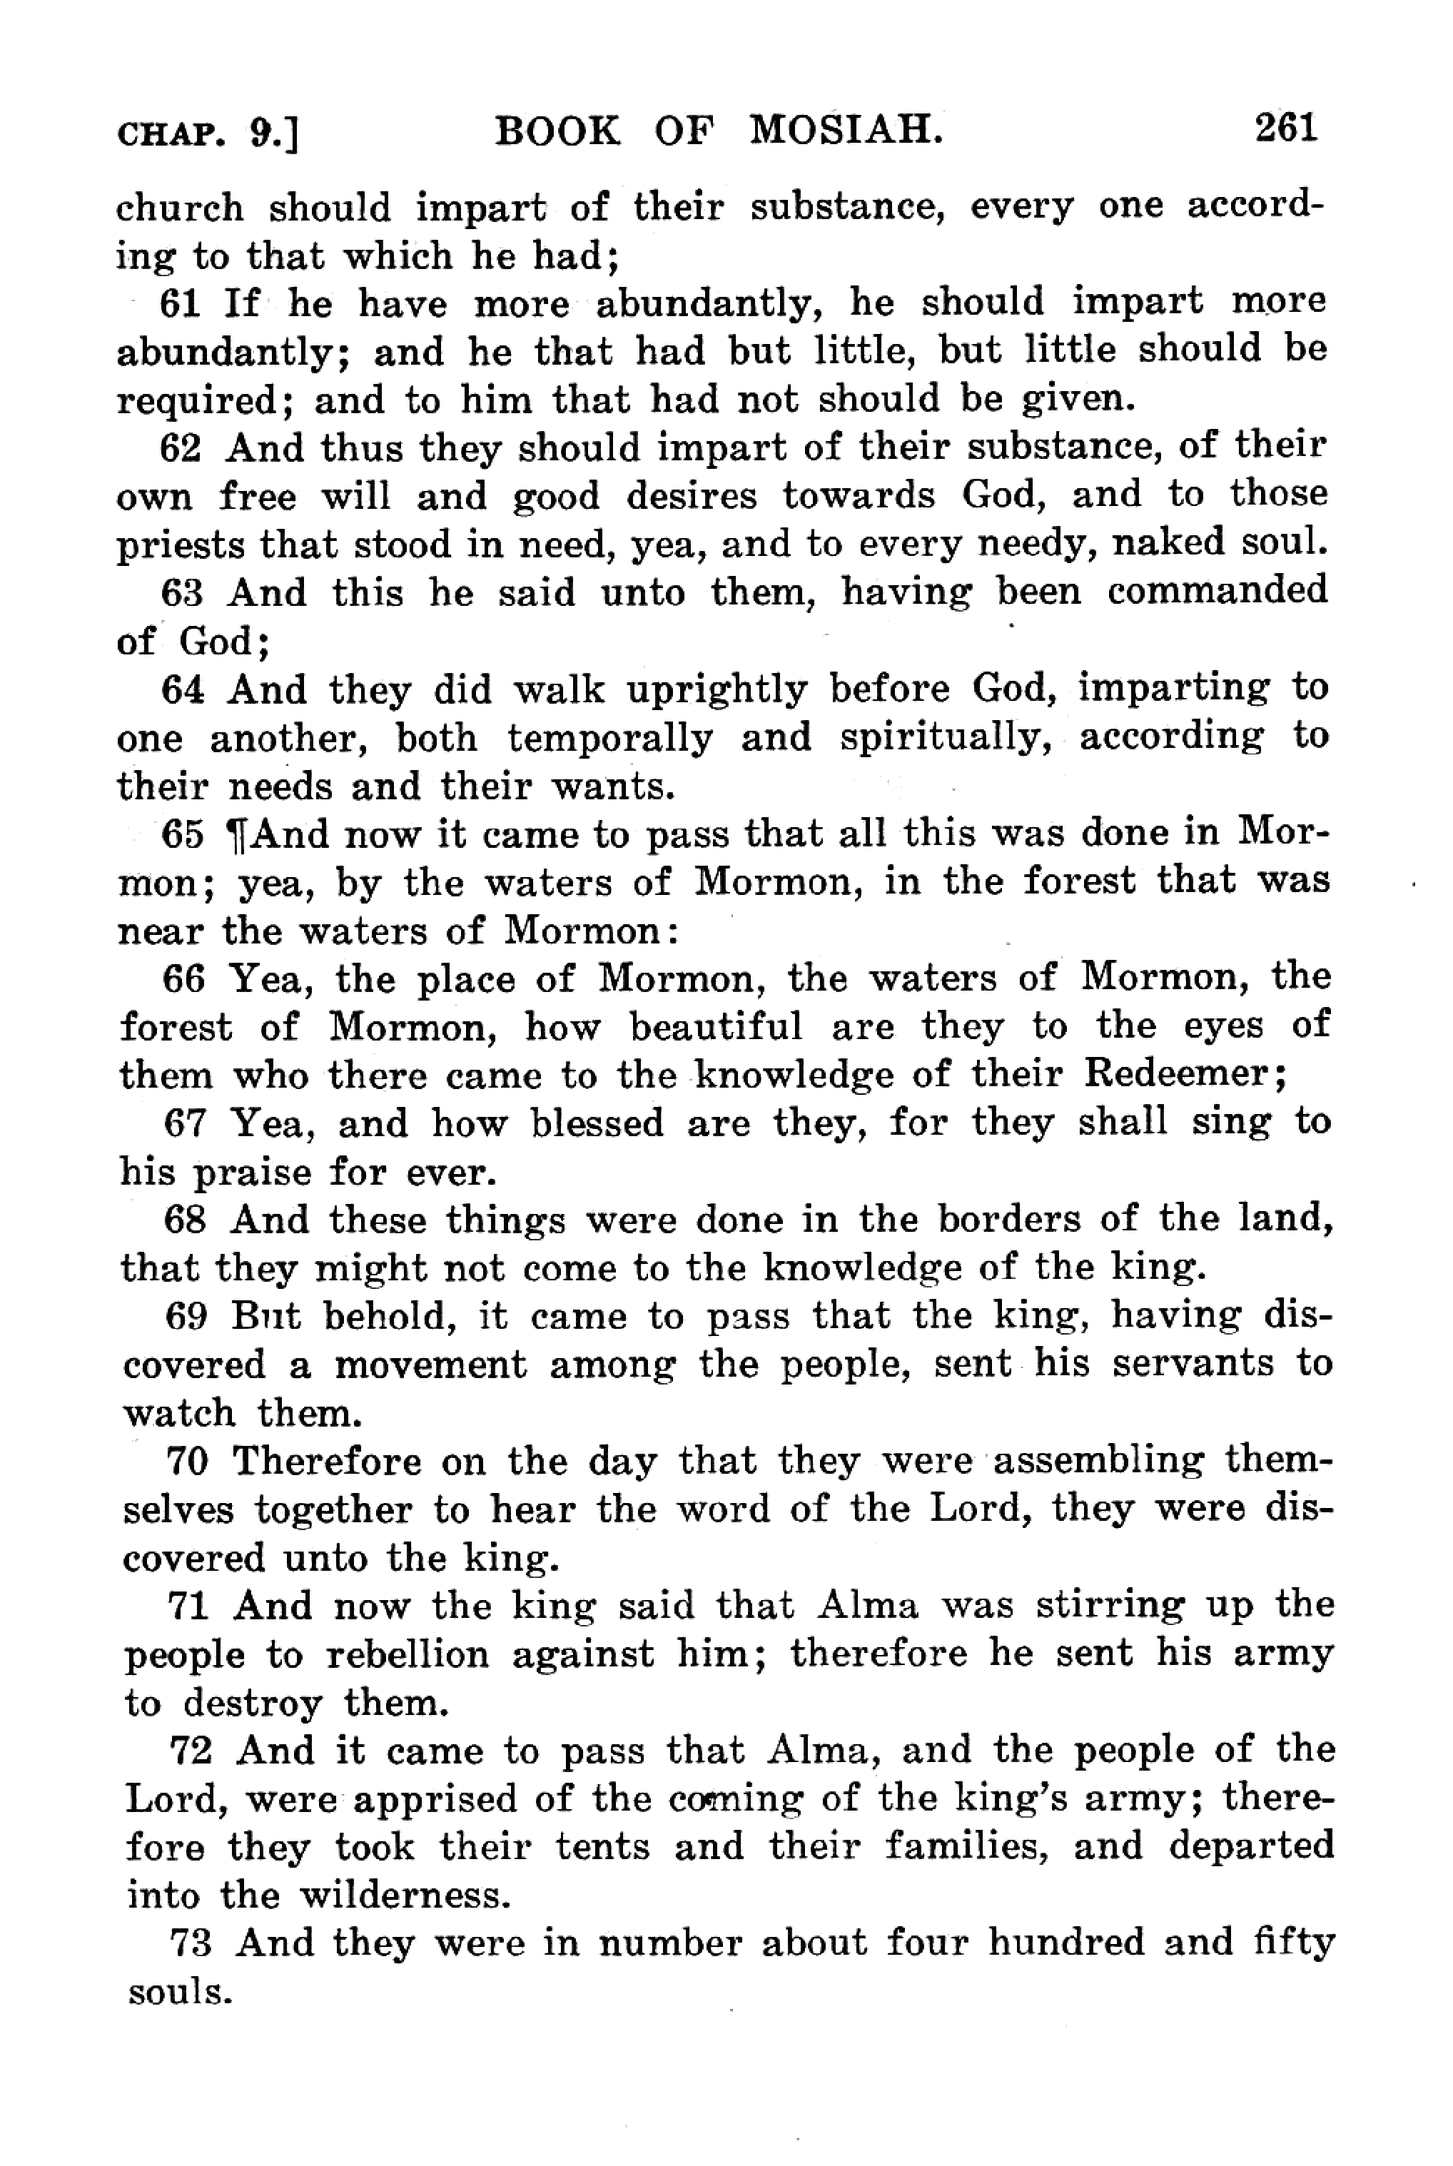 CHAP. 9.] BOOK OF MOSIAH. 261
church should impart of their substance, every one accord-
ing to that which he had;
61 If he have more abundantly, he should impart more
abundantly; and he that had but little, but little should be
required; and to him that had not should be given.
62 And thus they should impart of their substance, of their
own free will and good desires towards God, and to those
priests that stood in need, yea, and to every needy, naked soul.
63 And this he said unto them, having been commanded
of God;
64 And they did walk uprightly before God, imparting to
one another, both temporally and spiritually, according to
their needs and their wants.
65 ¶And now it came to pass that all this was done in Mor-
mon; yea, by the waters of Mormon, in the forest that was
near the waters of Mormon:
66 Yea, the place of Mormon, the waters of Mormon, the
forest of Mormon, how beautiful are they to the eyes of
them who there came to the knowledge of their Redeemer;
67 Yea, and how blessed are they, for they shall sing to
his praise for ever.
68 And these things were done in the borders of the land,
that they might not come to the knowledge of the king.
69 But behold, it came to pass that the king, having dis-
covered a movement among the people, sent his servants to
watch them.
70 Therefore on the day that they were assembling them-
selves together to hear the word of the Lord, they were dis-
covered unto the king.
71 And now the king said that Alma was stirring up the
people to rebellion against him; therefore he sent his army
to destroy them.
72 And it came to pass that Alma, and the people of the
Lord, were apprised of the coming of the king's army; there-
fore they took their tents and their families, and departed
into the wilderness.
73 And they were in number about four hundred and fifty
souls.